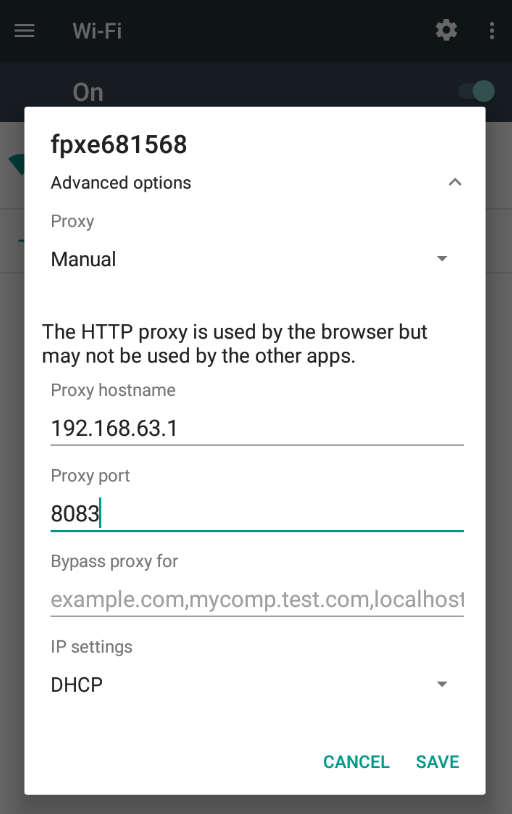 Wi-Fi
On
fpxe681568
Advanced options
Proxy
Manual
The HTTP proxy is used by the browser but
may not be used by the other apps.
Proxy hostname
192.168.63.1
Proxy port
8083
Bypass proxy for
example.com,mycomp.test.com,localhost
IP settings
DHCP
CANCEL SAVE